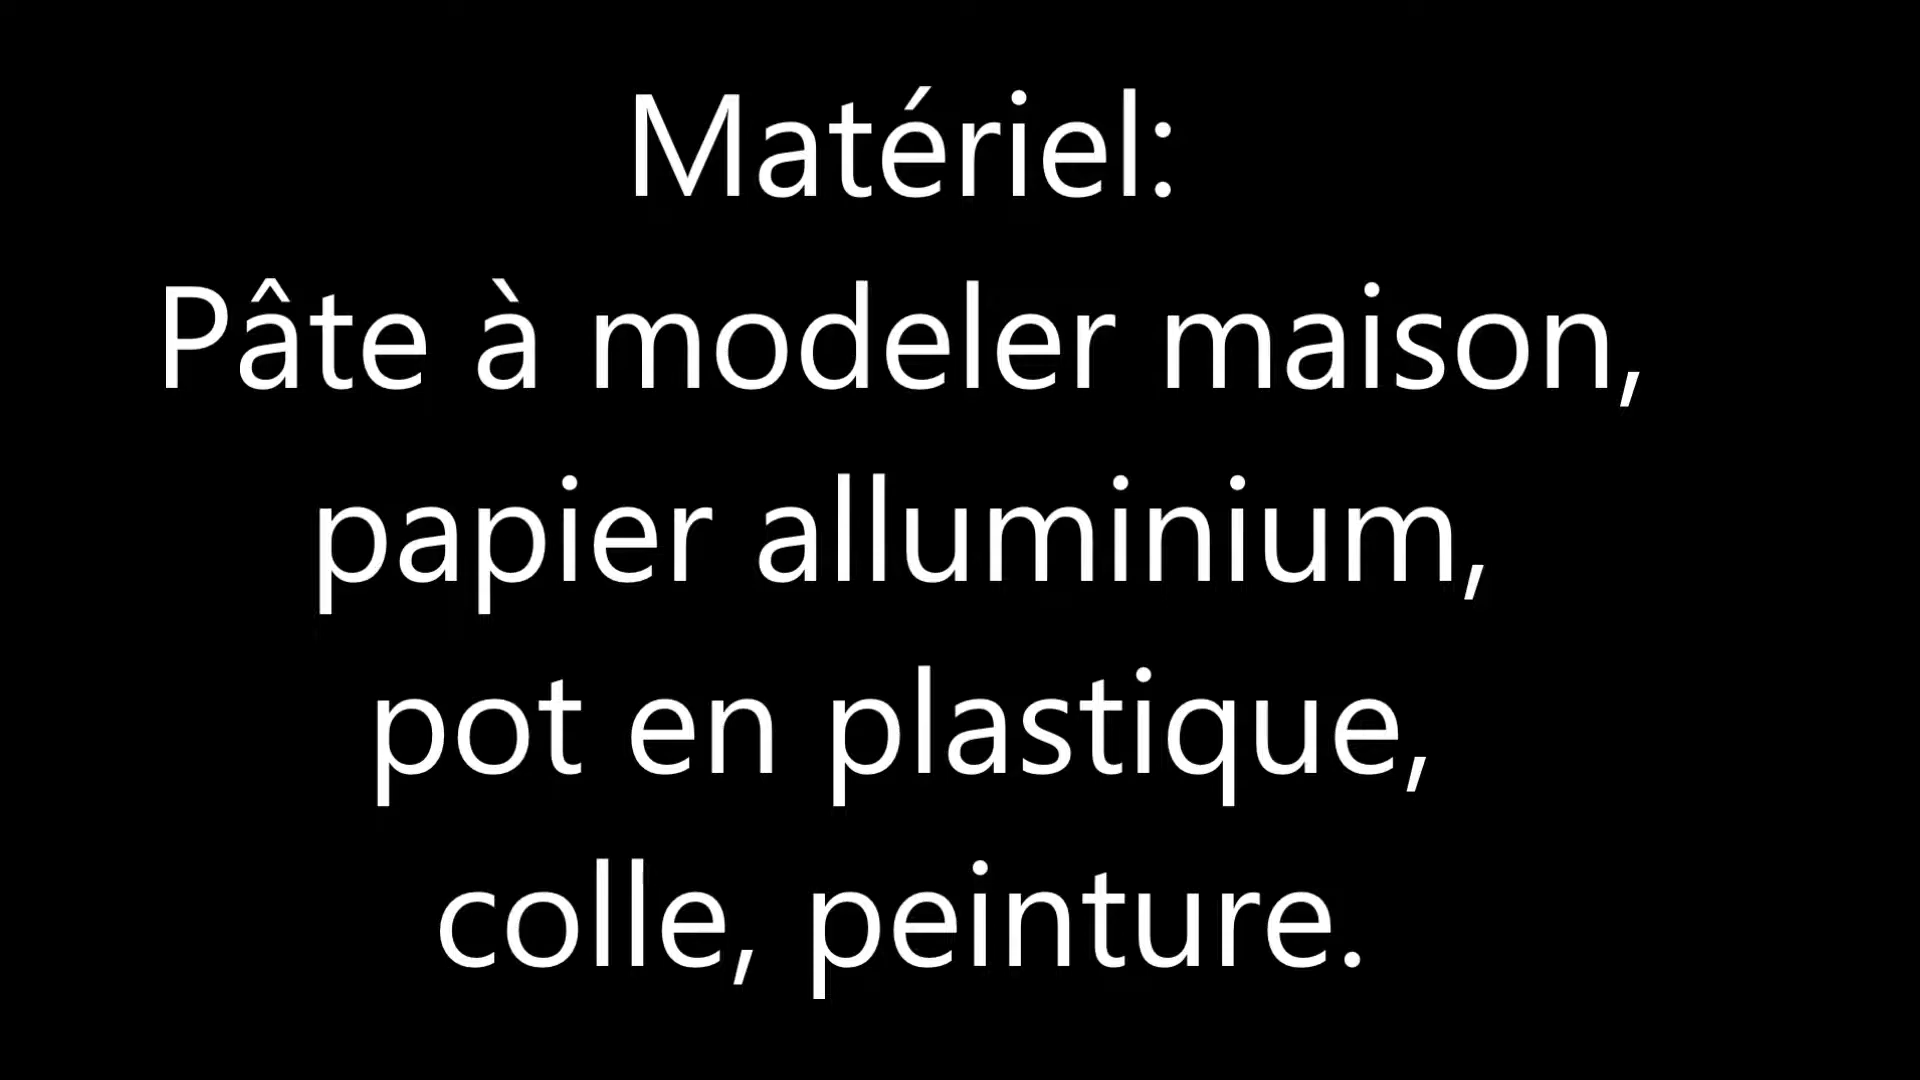 Matériel:
Pâte à modeler maison,
papier alluminium,
pot en plastique,
colle, peinture.